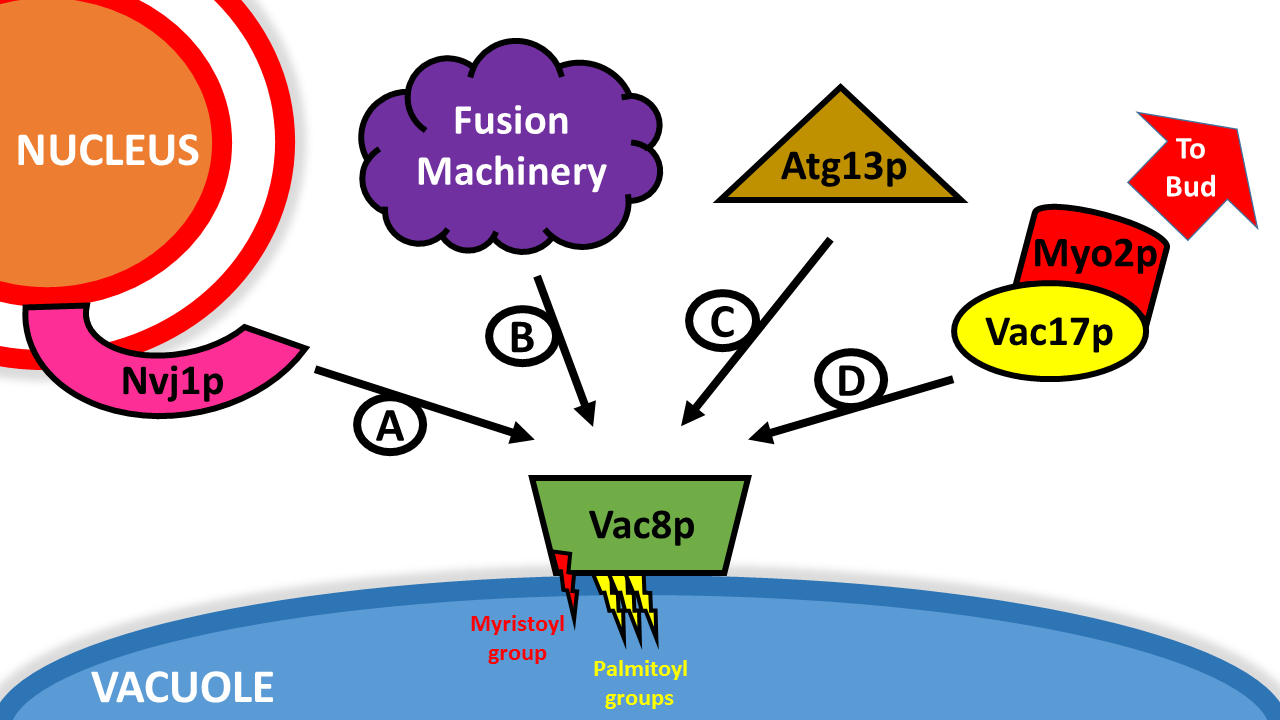 NUCLEUS
Fusion
Machinery
Atg13p
To
Bud
Myo2p
Vac17p
Nvj1p
A
B
C
D
Vac8p
Myristoyl
group
Palmitoyl
groups
VACUOLE